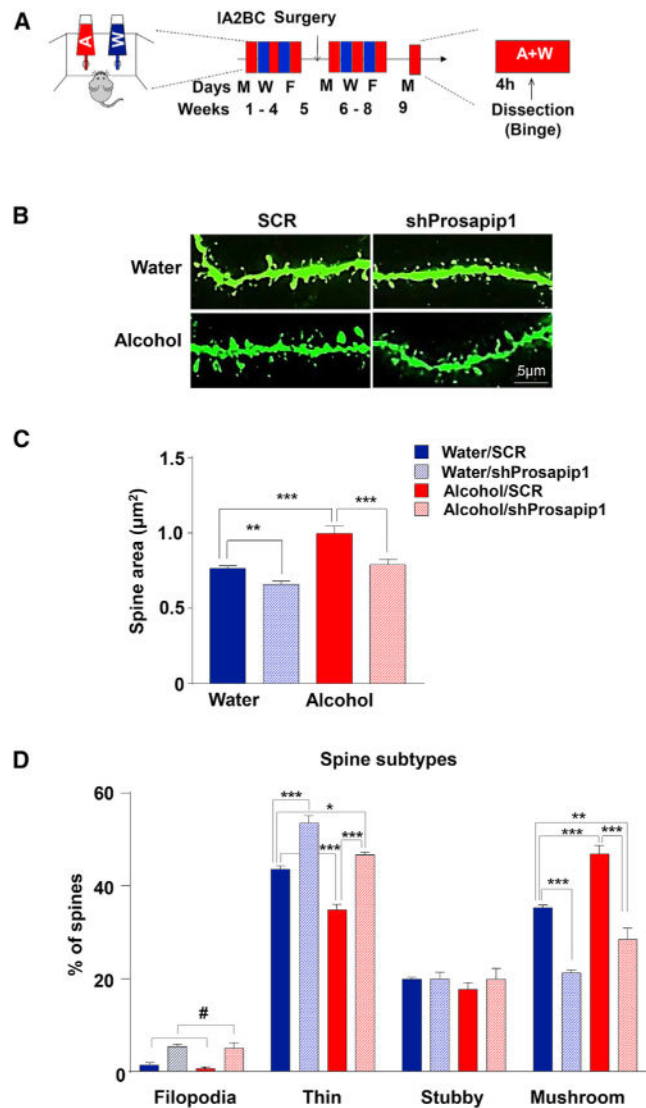 A
IA2BC Surgery
A W
Days M W F M W F M
Weeks 1 - 4 5 6 - 8 9
A+W
4h
Dissection
(Binge)
B
SCR shProsapip1
Water
Alcohol
5µm
C
Water/SCR
Water/shProsapip1
Alcohol/SCR
Alcohol/shProsapip1
Spine area (µm²)
1.5
1.0
0.5
0
*** ***
**
Water Alcohol
D
Spine subtypes
% of spines
60
40
20
0
#
***
*
*** ***
**
*** ***
***
Filopodia Thin Stubby Mushroom